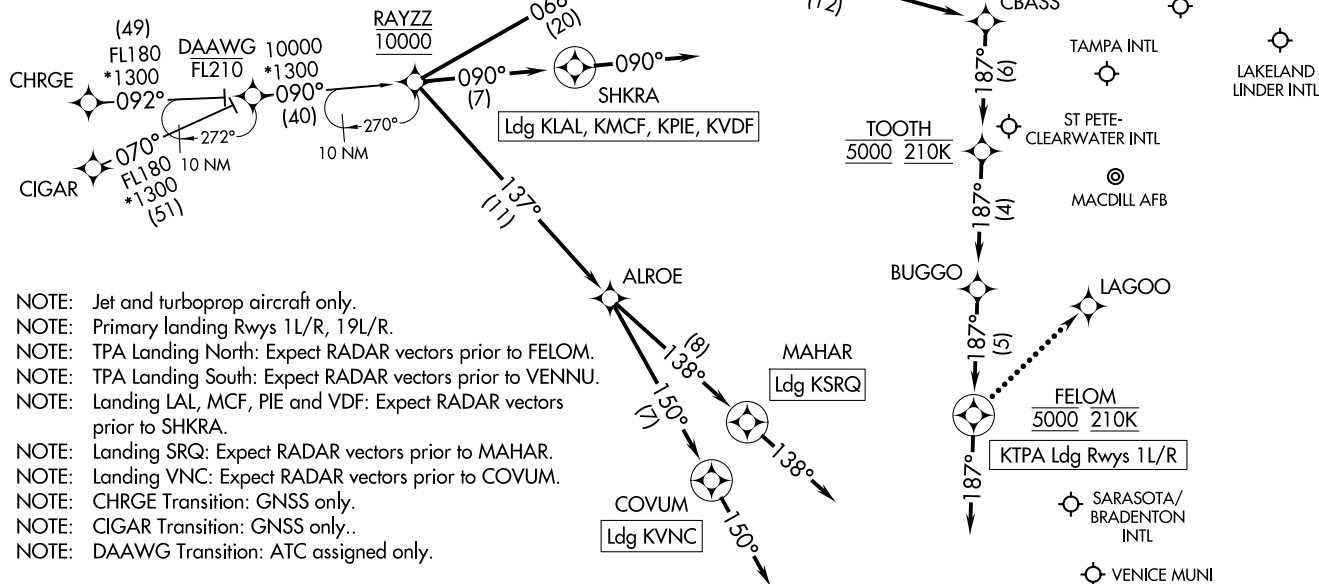 (49)
FL180
*1300
CHRGE
092°
DAAWG
FL210
10000
*1300
090°
(40)
272°
10 NM
CIGAR
070°
FL180
*1300
(51)
RAYZZ
10000
270°
10 NM
(20)
090°
(7)
SHKRA
090°
Ldg KLAL, KMCF, KPIE, KVDF
137°
(11)
ALROE
(8)
138°
MAHAR
Ldg KSRQ
138°
150°
(7)
COVUM
Ldg KVNC
150°
(12)
CBASS
187°
(6)
TOOTH
5000 210K
187°
(4)
BUGGO
187°
(5)
LAGOO
FELOM
5000 210K
KTPA Ldg Rwys 1L/R
187°
TAMPA INTL
LAKELAND
LINDER INTL
ST PETE-
CLEARWATER INTL
MACDILL AFB
SARASOTA/
BRADENTON
INTL
VENICE MUNI
NOTE: Jet and turboprop aircraft only.
NOTE: Primary landing Rwys 1L/R, 19L/R.
NOTE: TPA Landing North: Expect RADAR vectors prior to FELOM.
NOTE: TPA Landing South: Expect RADAR vectors prior to VENNU.
NOTE: Landing LAL, MCF, PIE and VDF: Expect RADAR vectors
prior to SHKRA.
NOTE: Landing SRQ: Expect RADAR vectors prior to MAHAR.
NOTE: Landing VNC: Expect RADAR vectors prior to COVUM.
NOTE: CHRGE Transition: GNSS only.
NOTE: CIGAR Transition: GNSS only..
NOTE: DAAWG Transition: ATC assigned only.